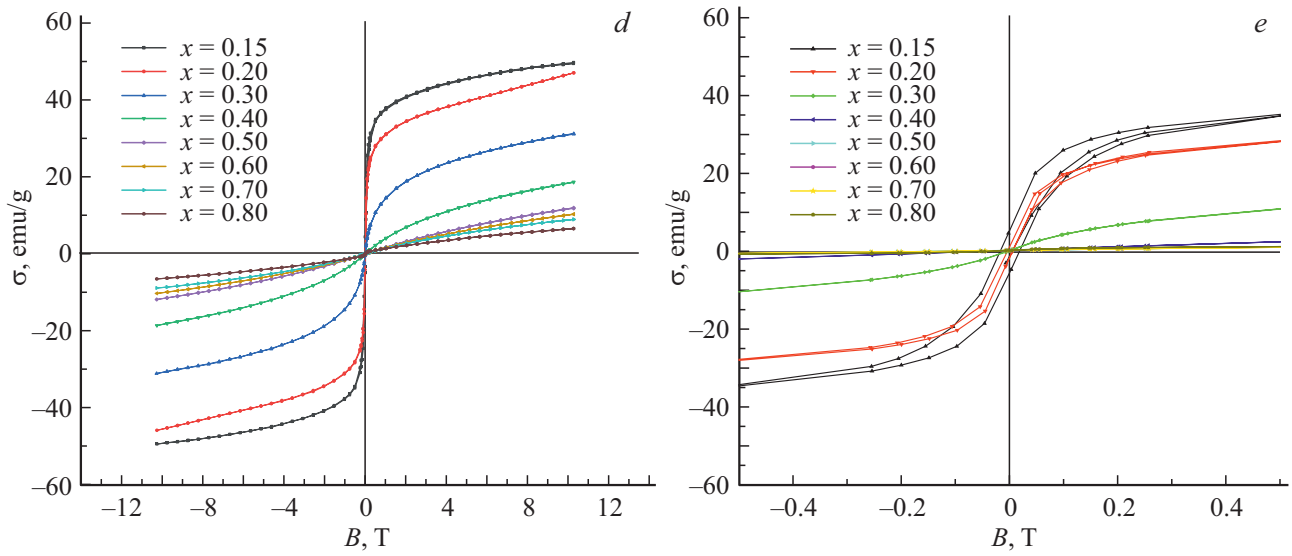 d
60
40
20
0
–20
–40
–60
σ, emu/g
x = 0.15
x = 0.20
x = 0.30
x = 0.40
x = 0.50
x = 0.60
x = 0.70
x = 0.80
–12 –8 –4 0 4 8 12
B, T
e
60
40
20
0
–20
–40
–60
σ, emu/g
x = 0.15
x = 0.20
x = 0.30
x = 0.40
x = 0.50
x = 0.60
x = 0.70
x = 0.80
–0.4 –0.2 0 0.2 0.4
B, T